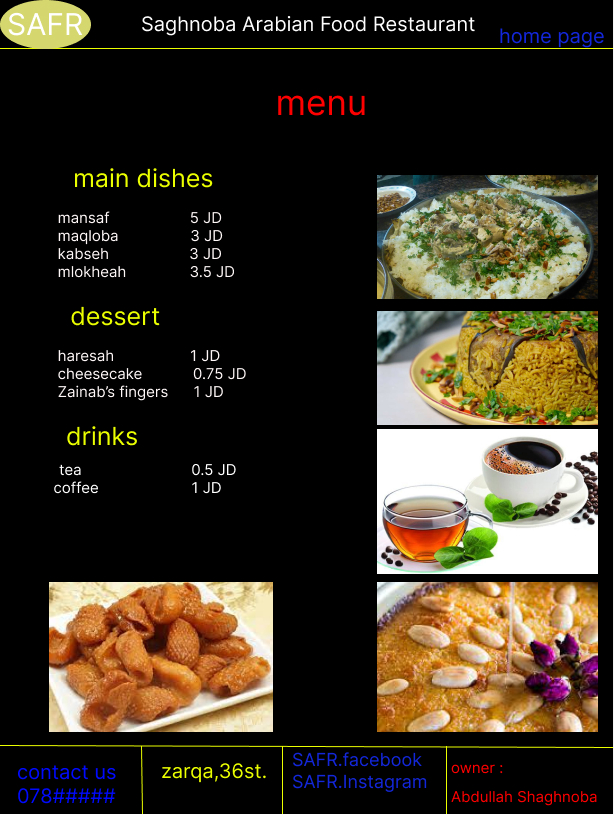 SAFR
Saghnoba Arabian Food Restaurant
home page
menu
main dishes
mansaf 5 JD
maqloba 3 JD
kabseh 3 JD
mlokheah 3.5 JD
dessert
haresah 1 JD
cheesecake 0.75 JD
Zainab's fingers 1 JD
drinks
tea 0.5 JD
coffee 1 JD
contact us
078#####
zarqa,36st.
SAFR.facebook
SAFR.Instagram
owner :
Abdullah Shaghnoba